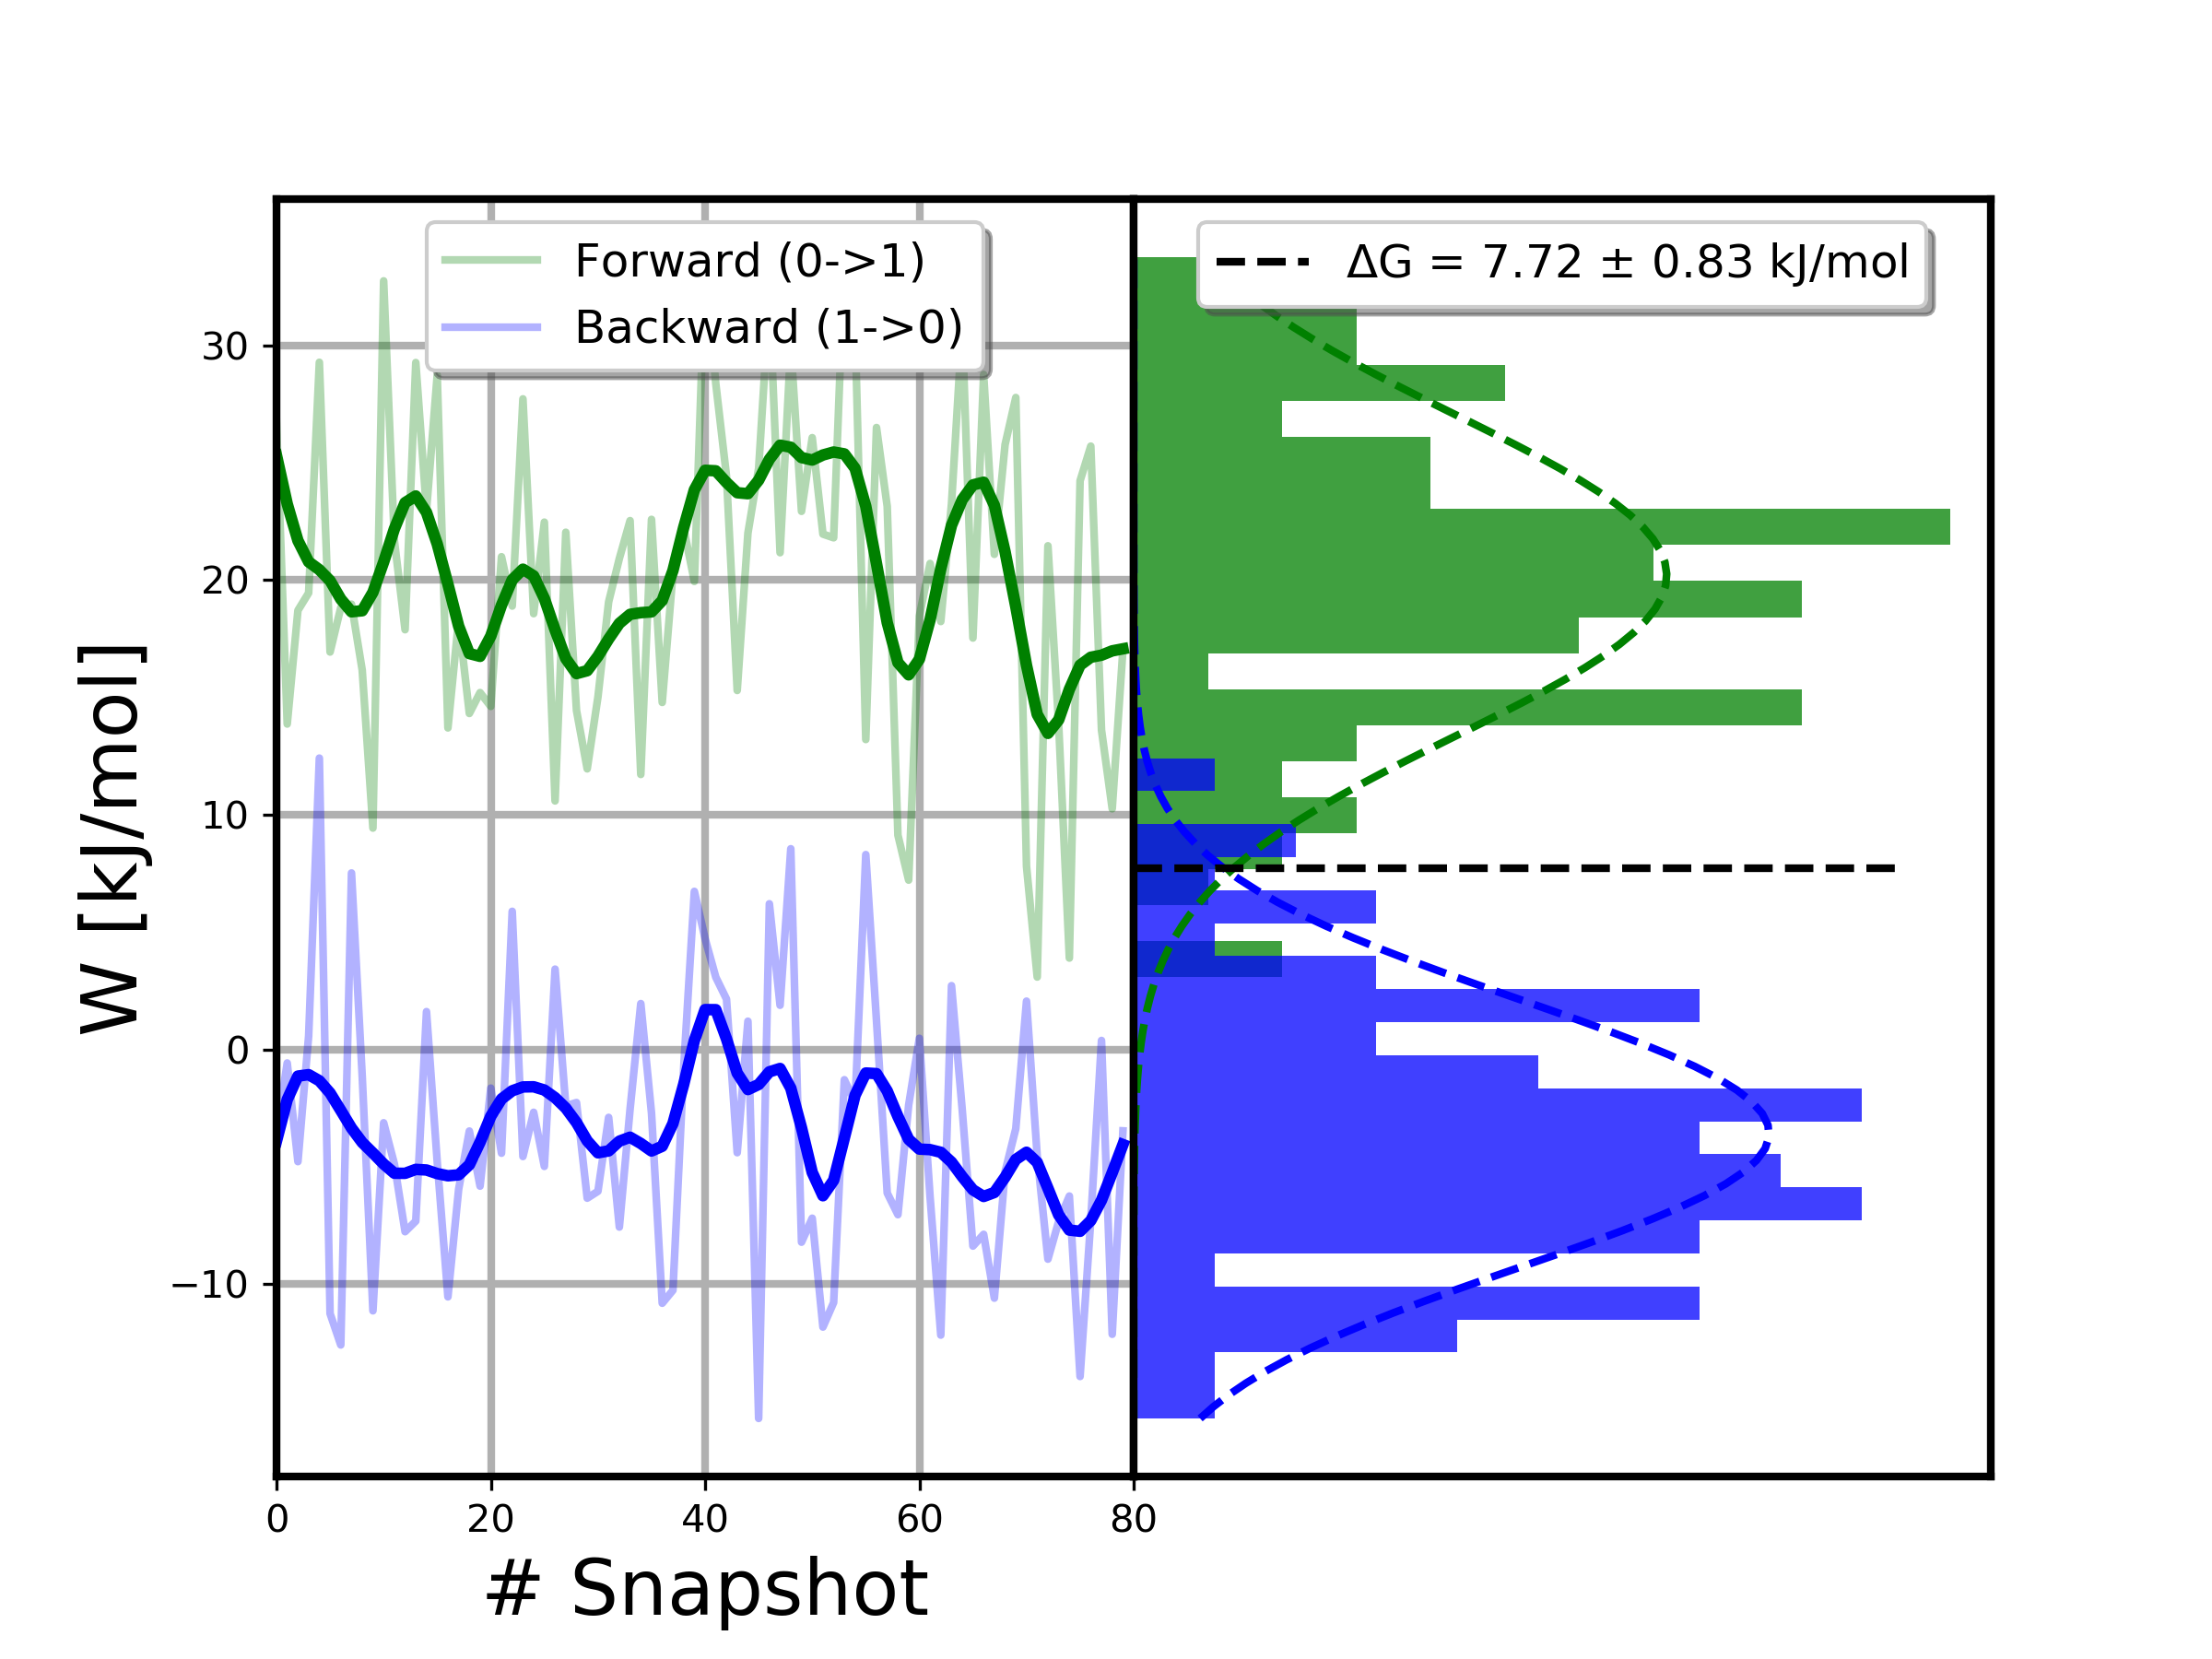 Forward (0->1)
Backward (1->0)
ΔG = 7.72 ± 0.83 kJ/mol
W [kJ/mol]
30
20
10
0
−10
0 20 40 60 80
# Snapshot